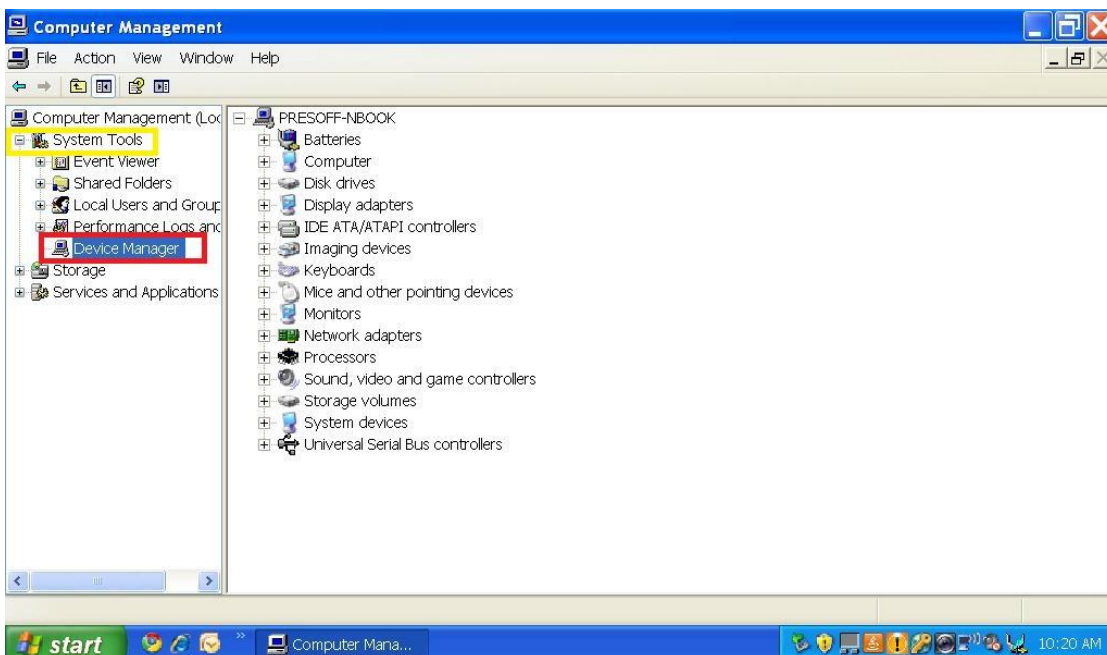 Computer Management
File Action View Window Help
Computer Management (Loc
System Tools
Event Viewer
Shared Folders
Local Users and Group
Performance Logs and
Device Manager
Storage
Services and Applications
PRESOFF-NBOOK
Batteries
Computer
Disk drives
Display adapters
IDE ATA/ATAPI controllers
Imaging devices
Keyboards
Mice and other pointing devices
Monitors
Network adapters
Processors
Sound, video and game controllers
Storage volumes
System devices
Universal Serial Bus controllers
start
Computer Mana...
10:20 AM